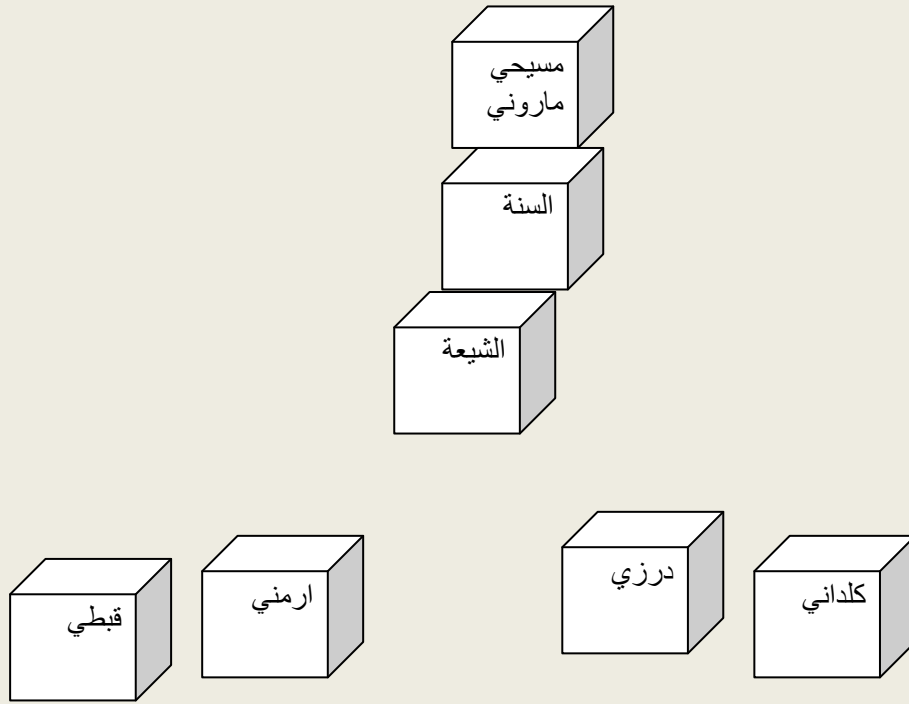 مسيحي
ماروني
السنة
الشيعة
درزي
كلداني
ارمني
قبطي